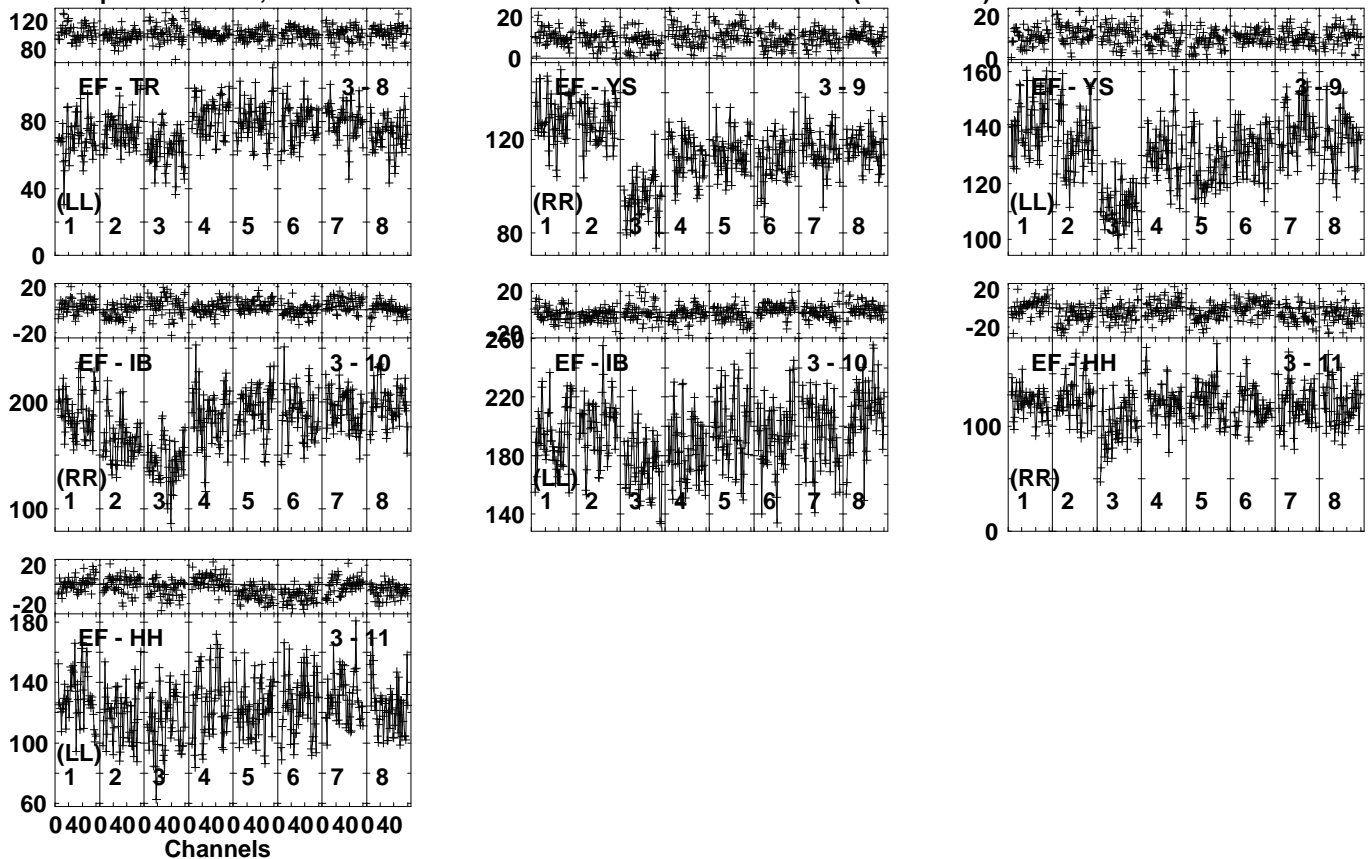 120
80
EF - TR 3 - 8
80
40
(LL)
1 2 3 4 5 6 7 8
0
20
0
EF - YS 3 - 9
120
(RR)
80
1 2 3 4 5 6 7 8
20
0
160
EF - YS 3 - 9
140
120
(LL)
100
1 2 3 4 5 6 7 8
20
-20
EF - IB 3 - 10
200
(RR)
100
1 2 3 4 5 6 7 8
20
-20
260
EF - IB 3 - 10
220
180
(LL)
140
1 2 3 4 5 6 7 8
20
-20
EF - HH 3 - 11
100
(RR)
1 2 3 4 5 6 7 8
0
20
-20
180
EF - HH 3 - 11
140
100
(LL)
1 2 3 4 5 6 7 8
60
0 40 0 40 0 40 0 40 0 40 0 40 0 40 0 40
Channels